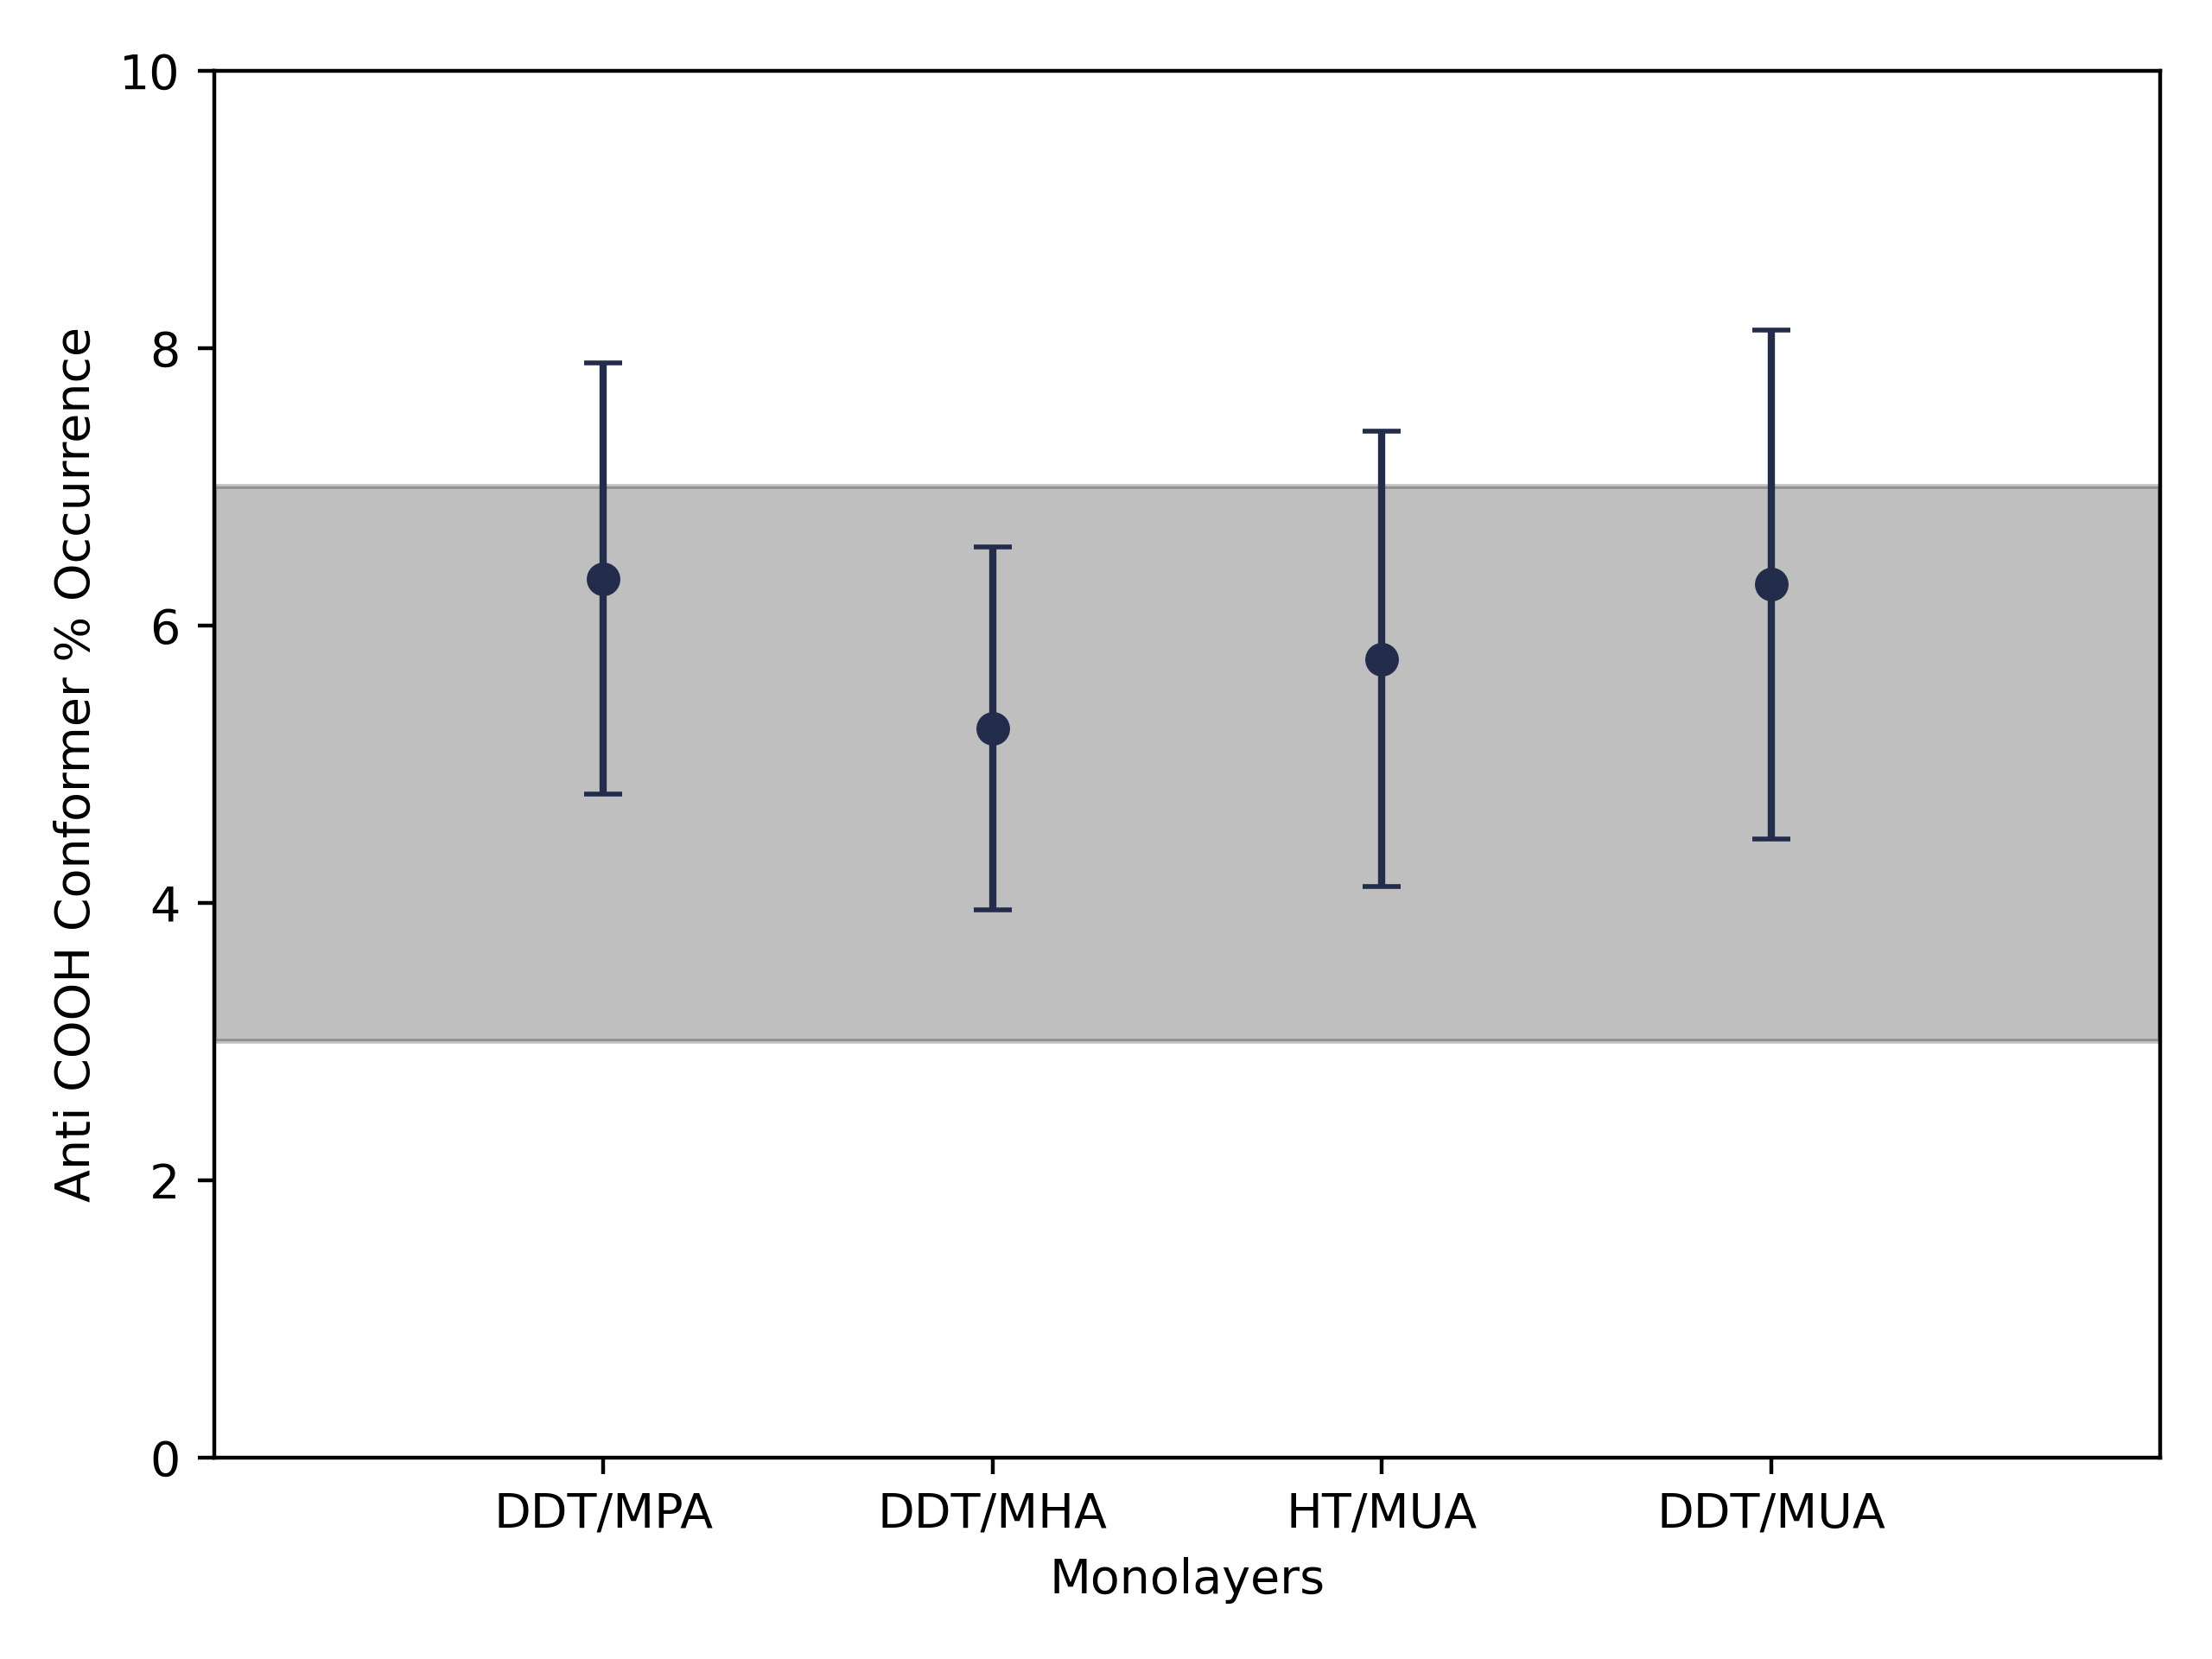 Anti COOH Conformer % Occurrence
10
8
6
4
2
0
DDT/MPA DDT/MHA HT/MUA DDT/MUA
Monolayers